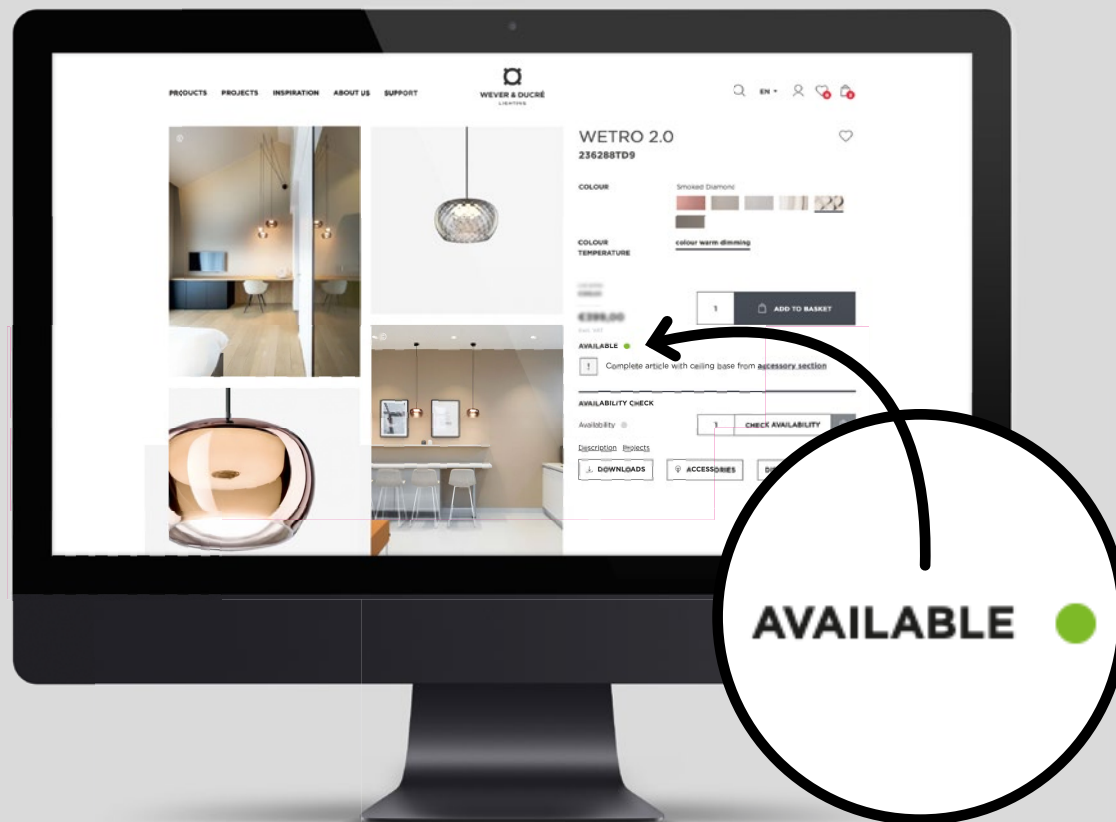 PRODUCTS PROJECTS INSPIRATION ABOUT US SUPPORT
WEVER & DUCRÉ
LIGHTING
EN
WETRO 2.0
236288TD9
COLOUR
Smoked Diamond
COLOUR
TEMPERATURE
colour warm dimming
1
ADD TO BASKET
Excl. VAT
AVAILABLE
! Complete article with ceiling base from accessory section
AVAILABILITY CHECK
Availability
1
CHECK AVAILABILITY
Description Projects
DOWNLOADS
ACCESSORIES
AVAILABLE